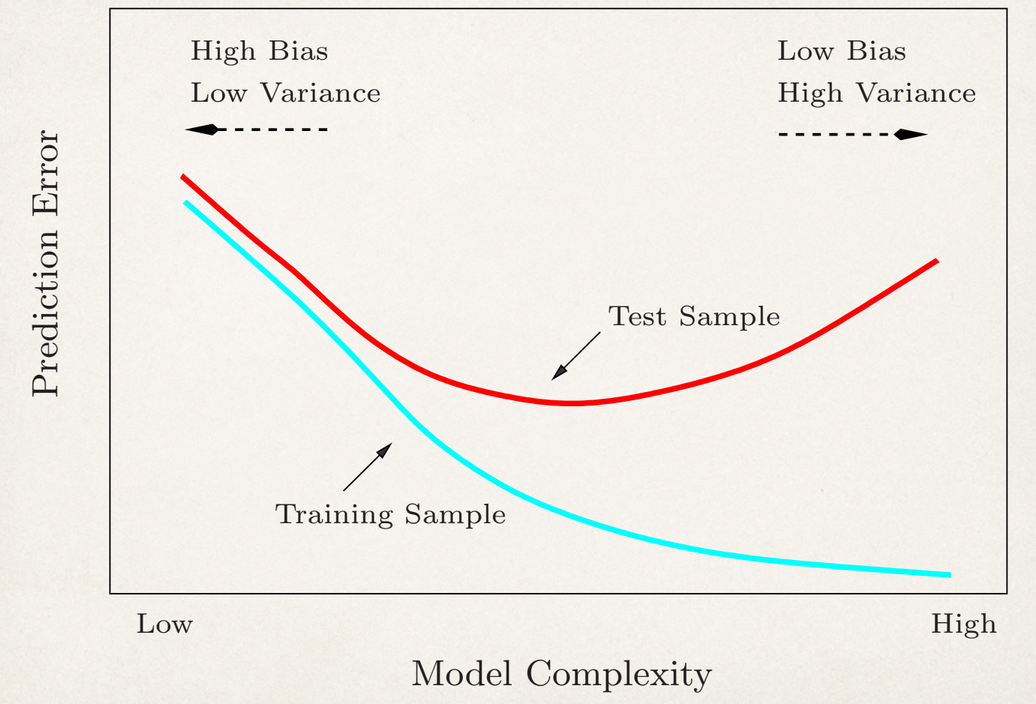 High Bias
Low Variance
Low Bias
High Variance
Prediction Error
Test Sample
Training Sample
Low
High
Model Complexity